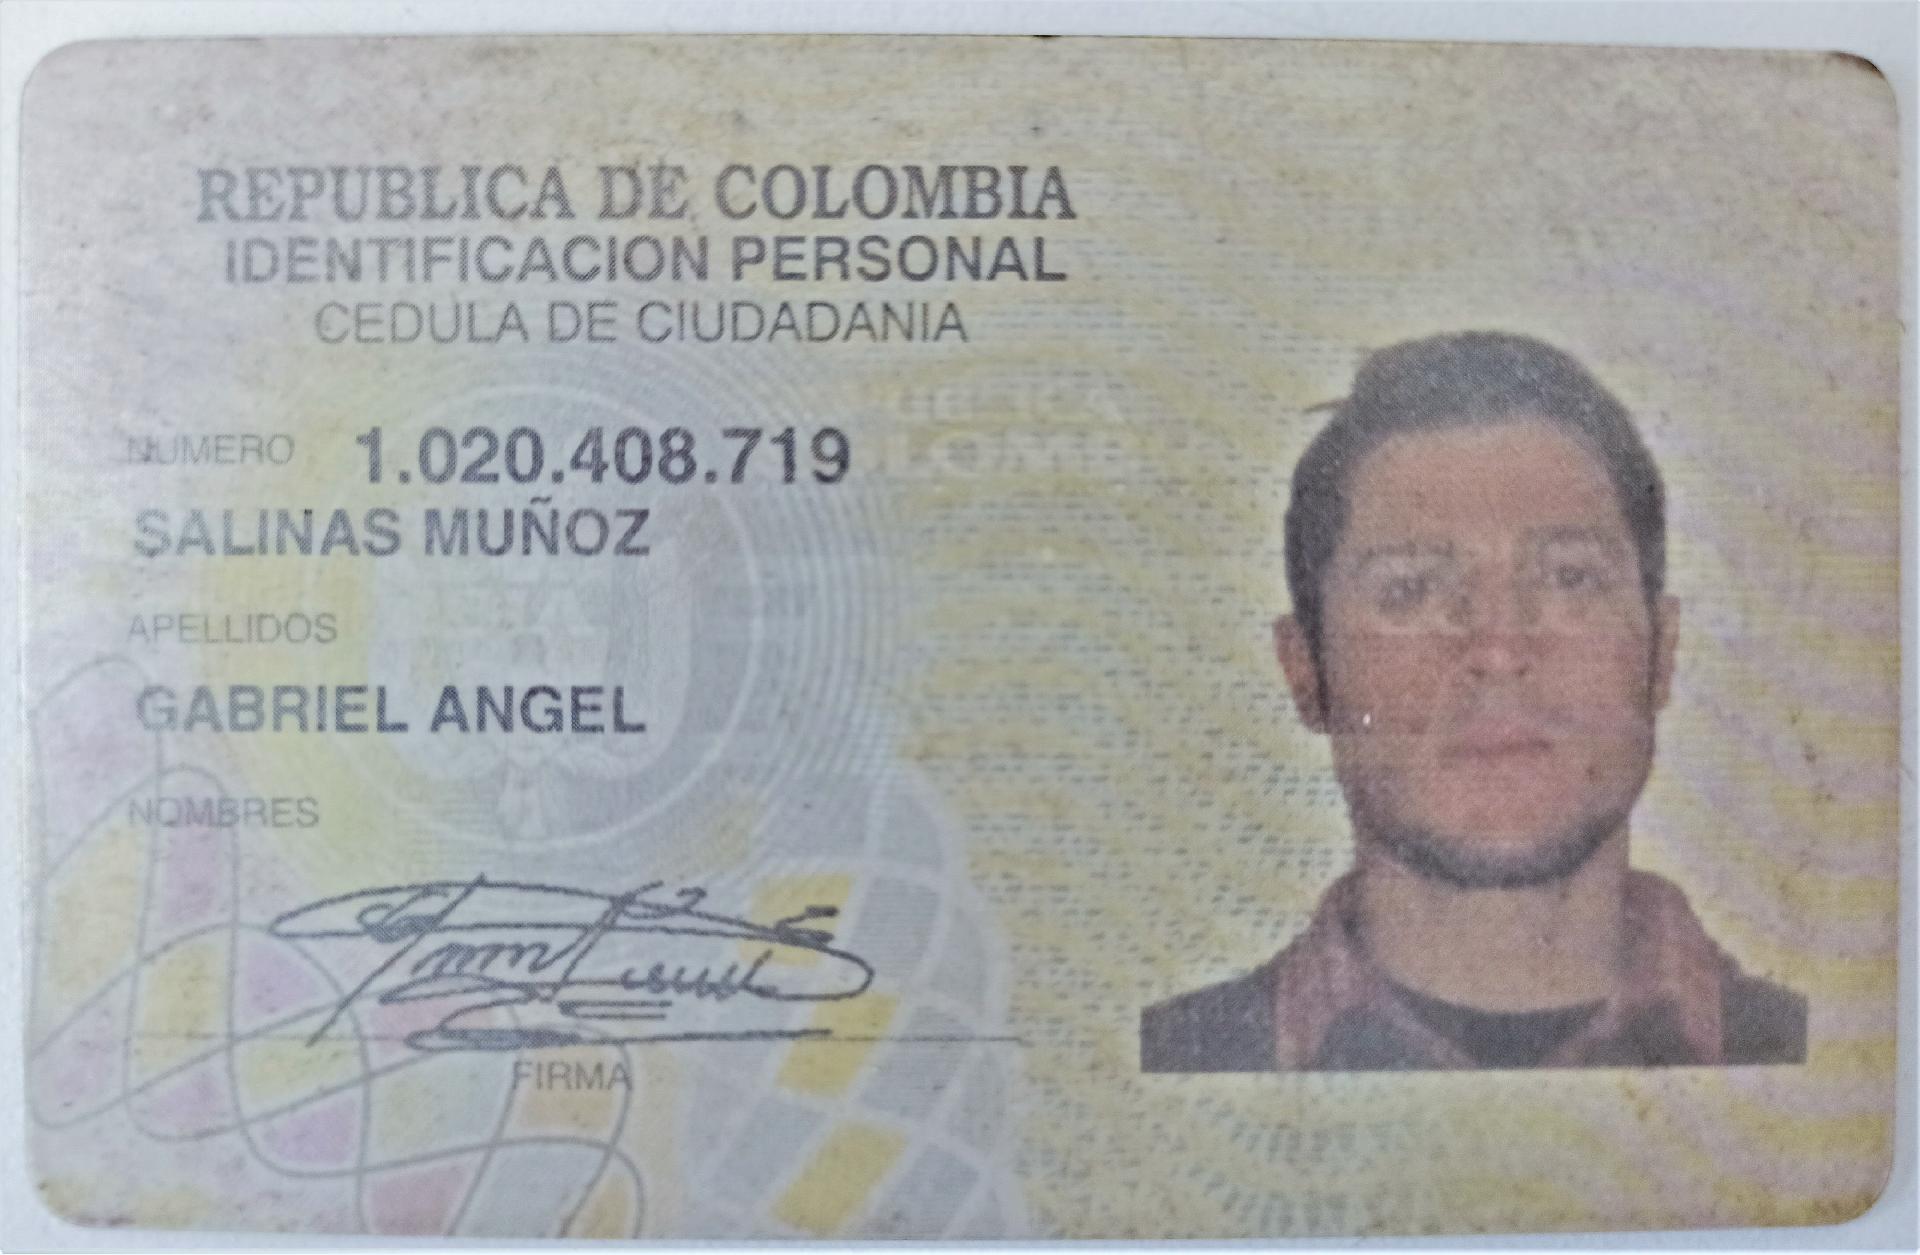 REPUBLICA DE COLOMBIA
IDENTIFICACION PERSONAL
CEDULA DE CIUDADANIA
NUMERO 1.020.408.719
SALINAS MUÑOZ
APELLIDOS
GABRIEL ANGEL
NOMBRES
FIRMA